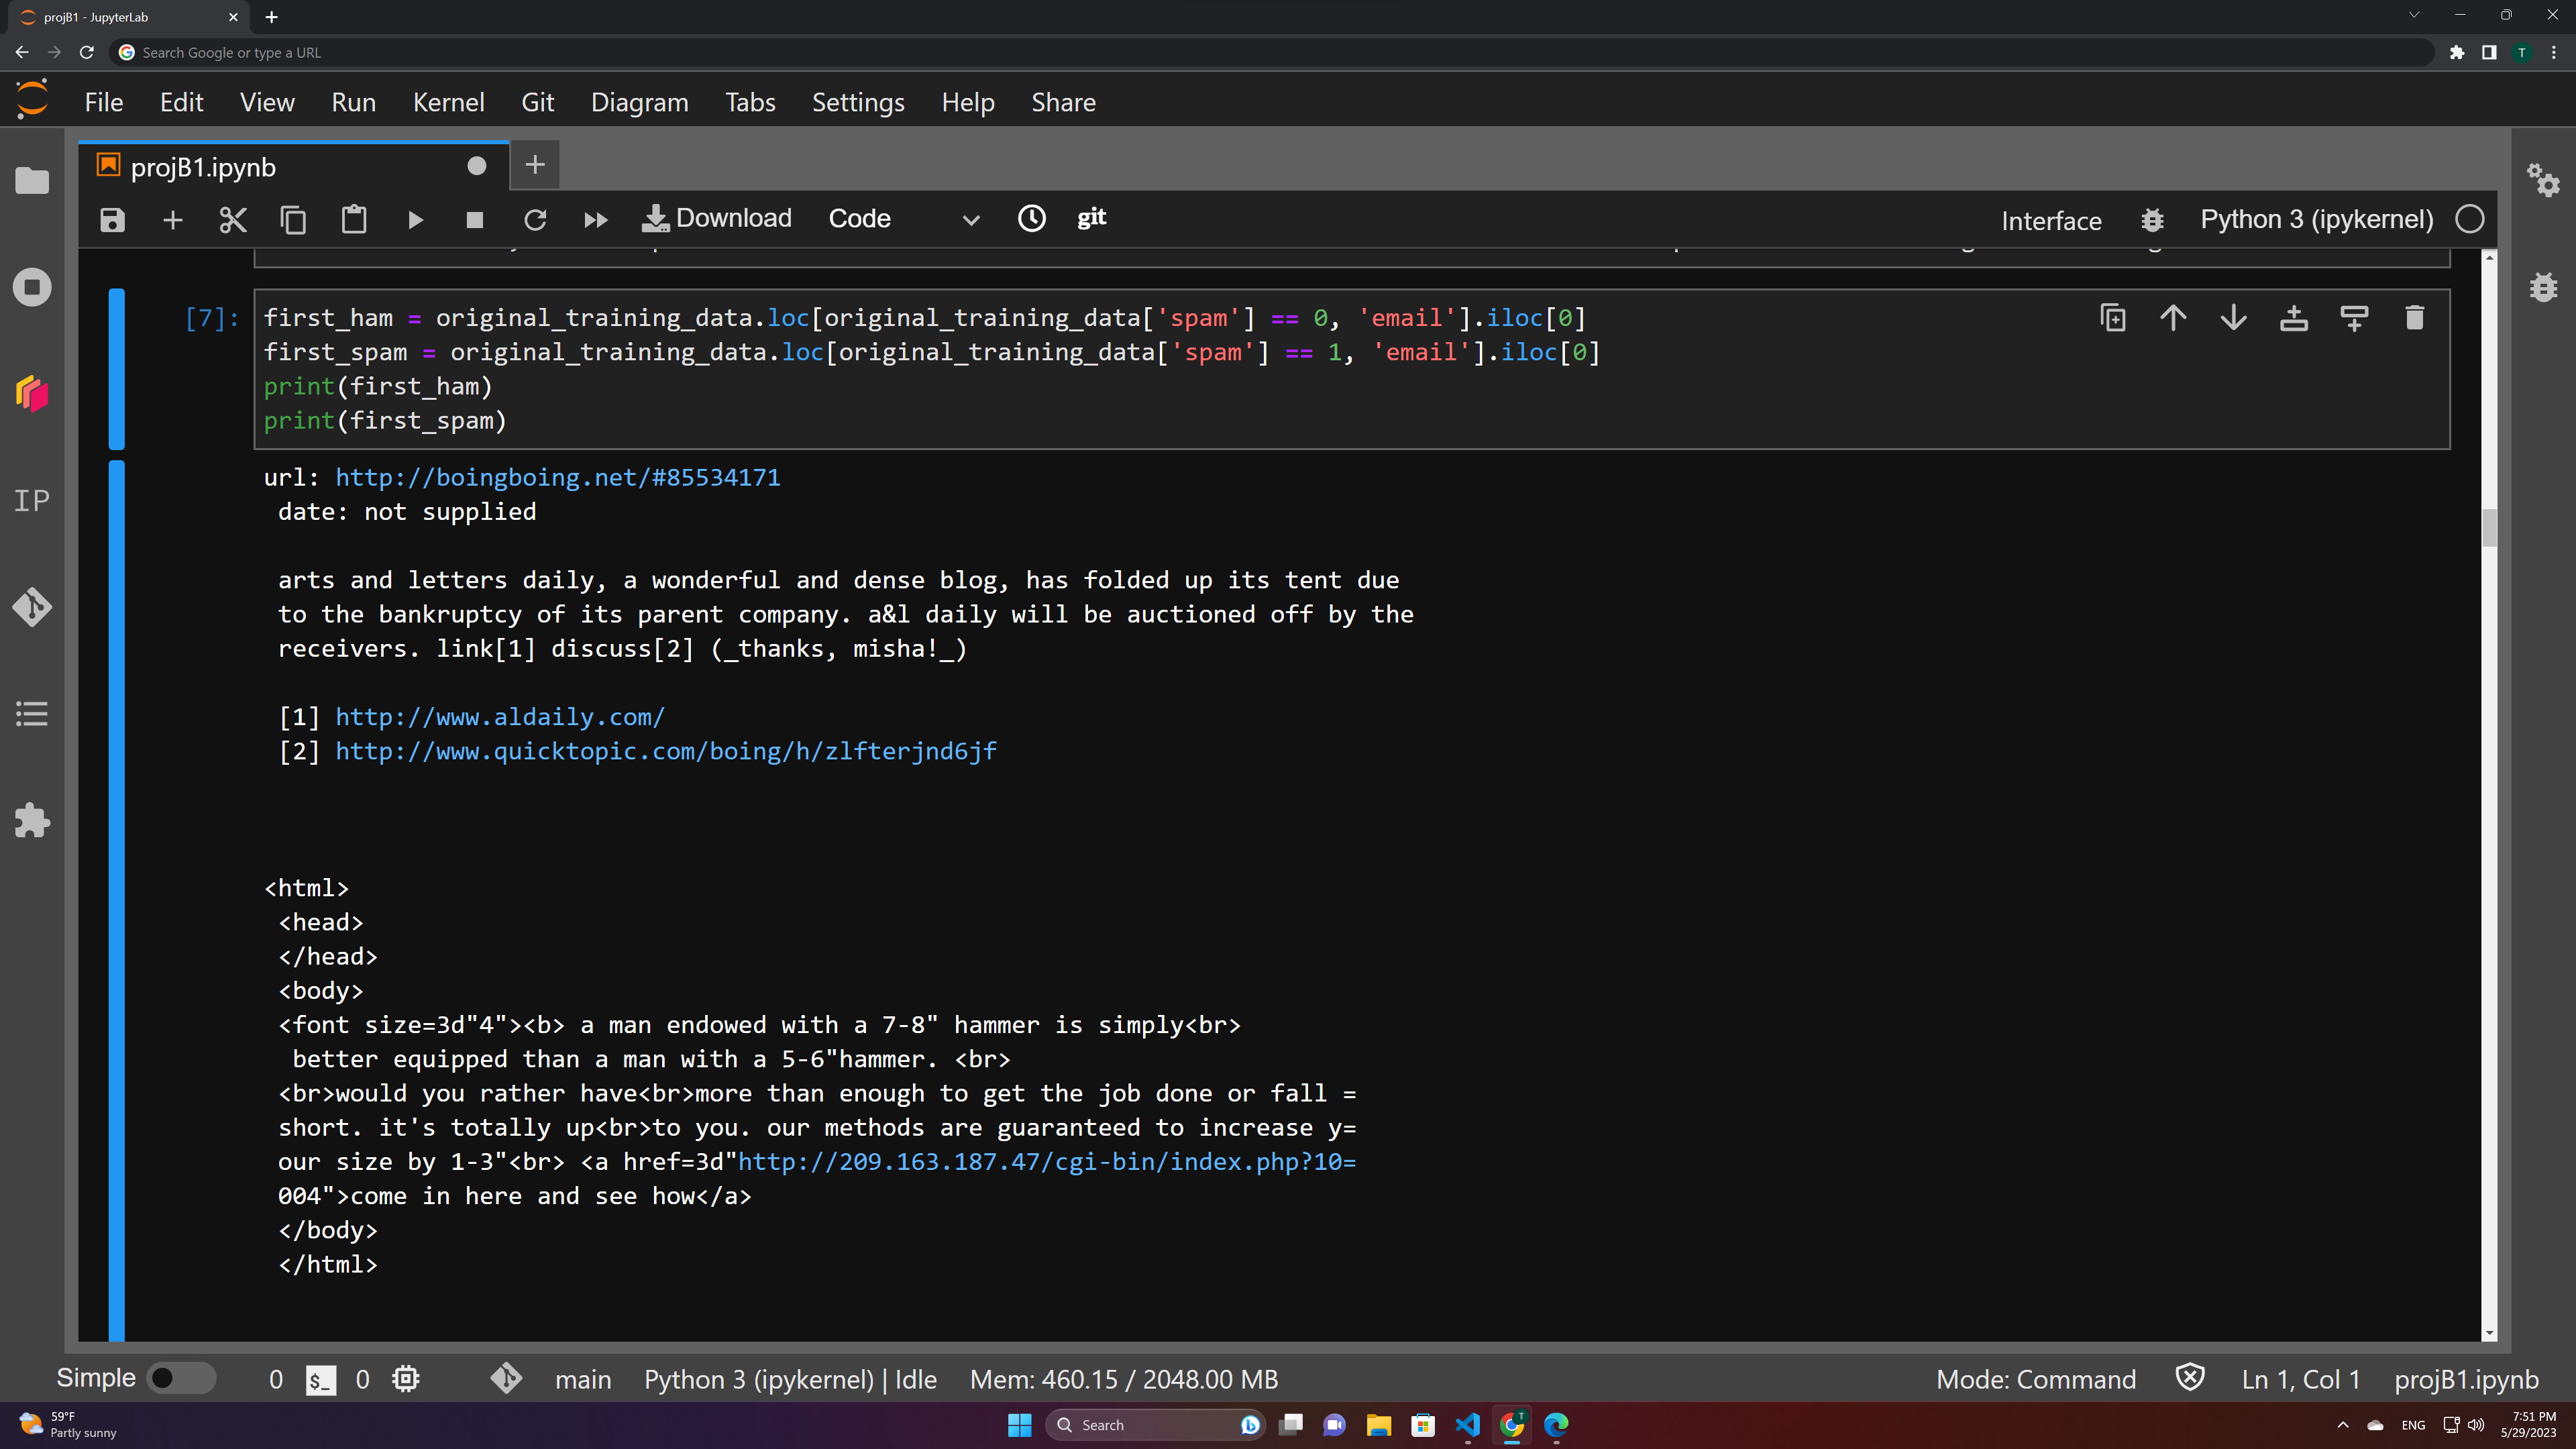 projB1 - JupyterLab
Search Google or type a URL
T
File Edit View Run Kernel Git Diagram Tabs Settings Help Share
projB1.ipynb
Download Code git Interface Python 3 (ipykernel)
[7]:
first_ham = original_training_data.loc[original_training_data['spam'] == 0, 'email'].iloc[0]
first_spam = original_training_data.loc[original_training_data['spam'] == 1, 'email'].iloc[0]
print(first_ham)
print(first_spam)
IP
url: http://boingboing.net/#85534171
date: not supplied
arts and letters daily, a wonderful and dense blog, has folded up its tent due
to the bankruptcy of its parent company. a&l daily will be auctioned off by the
receivers. link[1] discuss[2] (_thanks, misha!_)
[1] http://www.aldaily.com/
[2] http://www.quicktopic.com/boing/h/zlfterjnd6jf
<html>
<head>
</head>
<body>
<font size=3d"4"><b> a man endowed with a 7-8" hammer is simply<br>
better equipped than a man with a 5-6"hammer. <br>
<br>would you rather have<br>more than enough to get the job done or fall =
short. it's totally up<br>to you. our methods are guaranteed to increase y=
our size by 1-3"<br> <a href=3d"http://209.163.187.47/cgi-bin/index.php?10=
004">come in here and see how</a>
</body>
</html>
Simple 0 $_ 0 main Python 3 (ipykernel) | Idle Mem: 460.15 / 2048.00 MB Mode: Command Ln 1, Col 1 projB1.ipynb
59°F
Partly sunny
Search
T
ENG
7:51 PM
5/29/2023